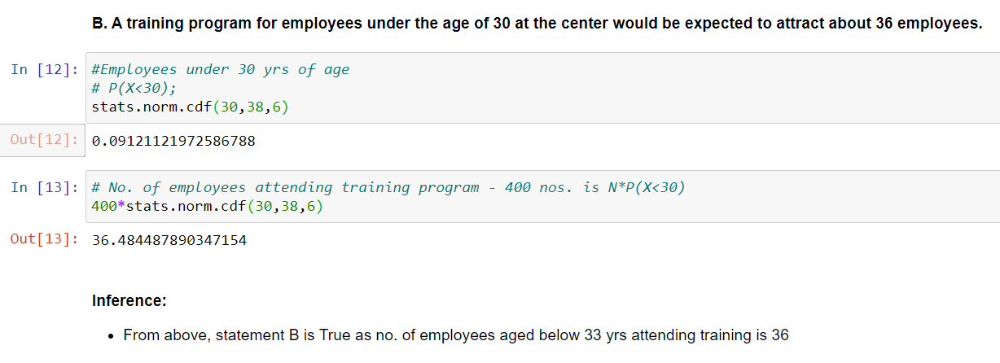 B. A training program for employees under the age of 30 at the center would be expected to attract about 36 employees.
In [12]: #Employees under 30 yrs of age
# P(X<30);
stats.norm.cdf(30,38,6)
Out[12]: 0.09121121972586788
In [13]: # No. of employees attending training program - 400 nos. is N*P(X<30)
400*stats.norm.cdf(30,38,6)
Out[13]: 36.484487890347154
Inference:
• From above, statement B is True as no. of employees aged below 33 yrs attending training is 36